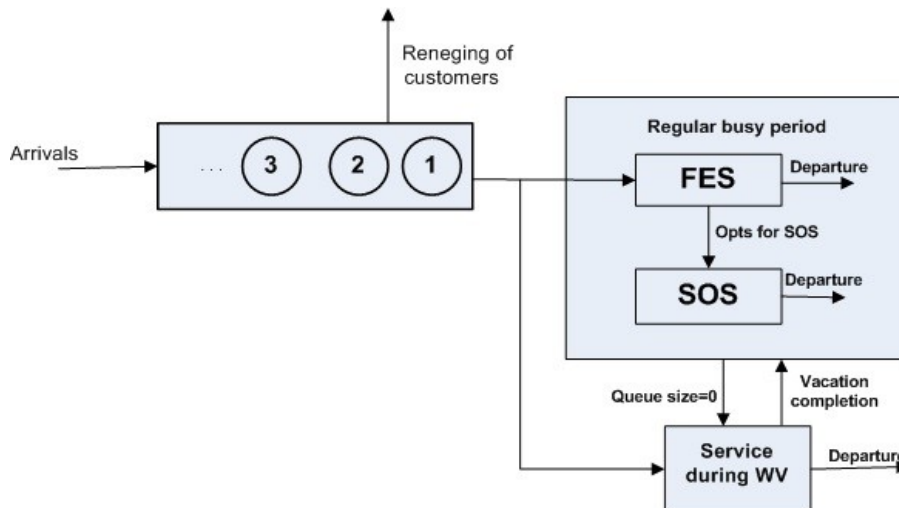 Reneging of
customers
Arrivals
...
3
2
1
Regular busy period
FES
Departure
Opts for SOS
SOS
Departure
Queue size=0
Vacation
completion
Service
during WV
Departure